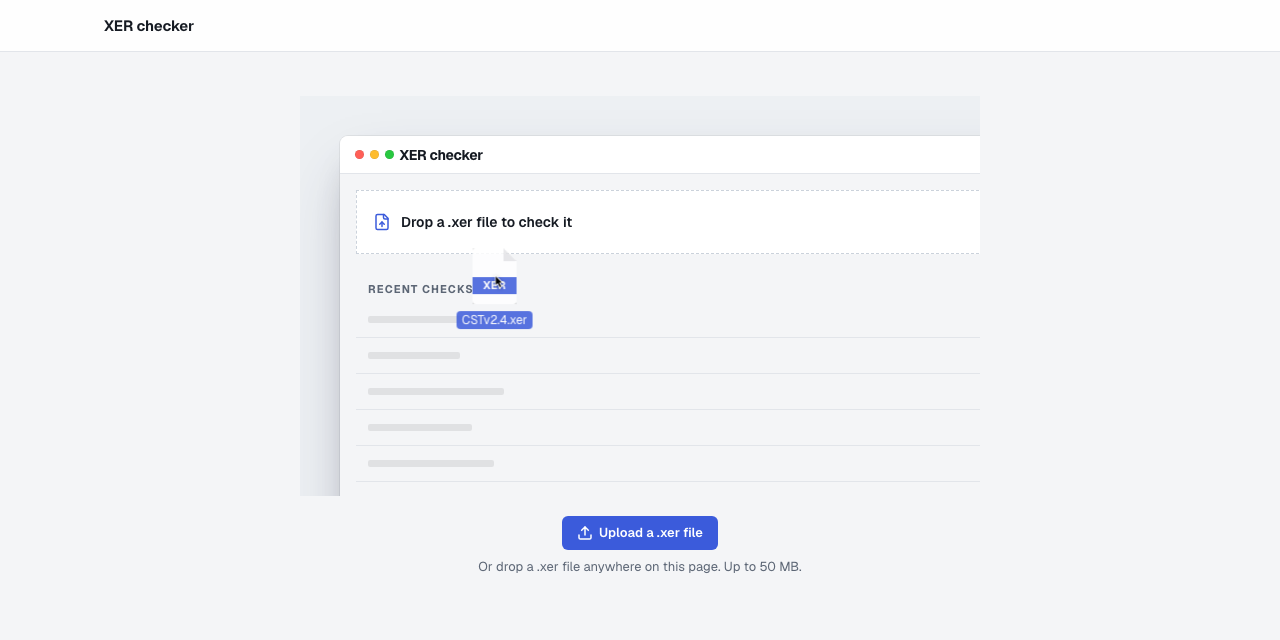 XER checker
XER checker
Drop a .xer file to check it
RECENT CHECKS
XER
CSTv2.4.xer
Upload a .xer file
Or drop a .xer file anywhere on this page. Up to 50 MB.